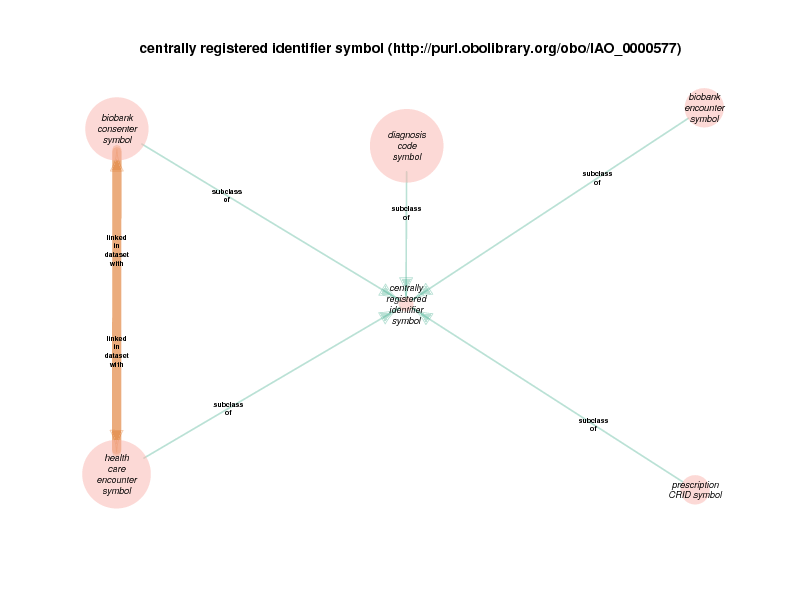 centrally registered identifier symbol (http://purl.obolibrary.org/obo/IAO_0000577)
biobank
consenter
symbol
diagnosis
code
symbol
biobank
encounter
symbol
subclass
of
subclass
of
subclass
of
linked
in
dataset
with
centrally
registered
identifier
symbol
linked
in
dataset
with
subclass
of
subclass
of
health
care
encounter
symbol
prescription
CRID symbol